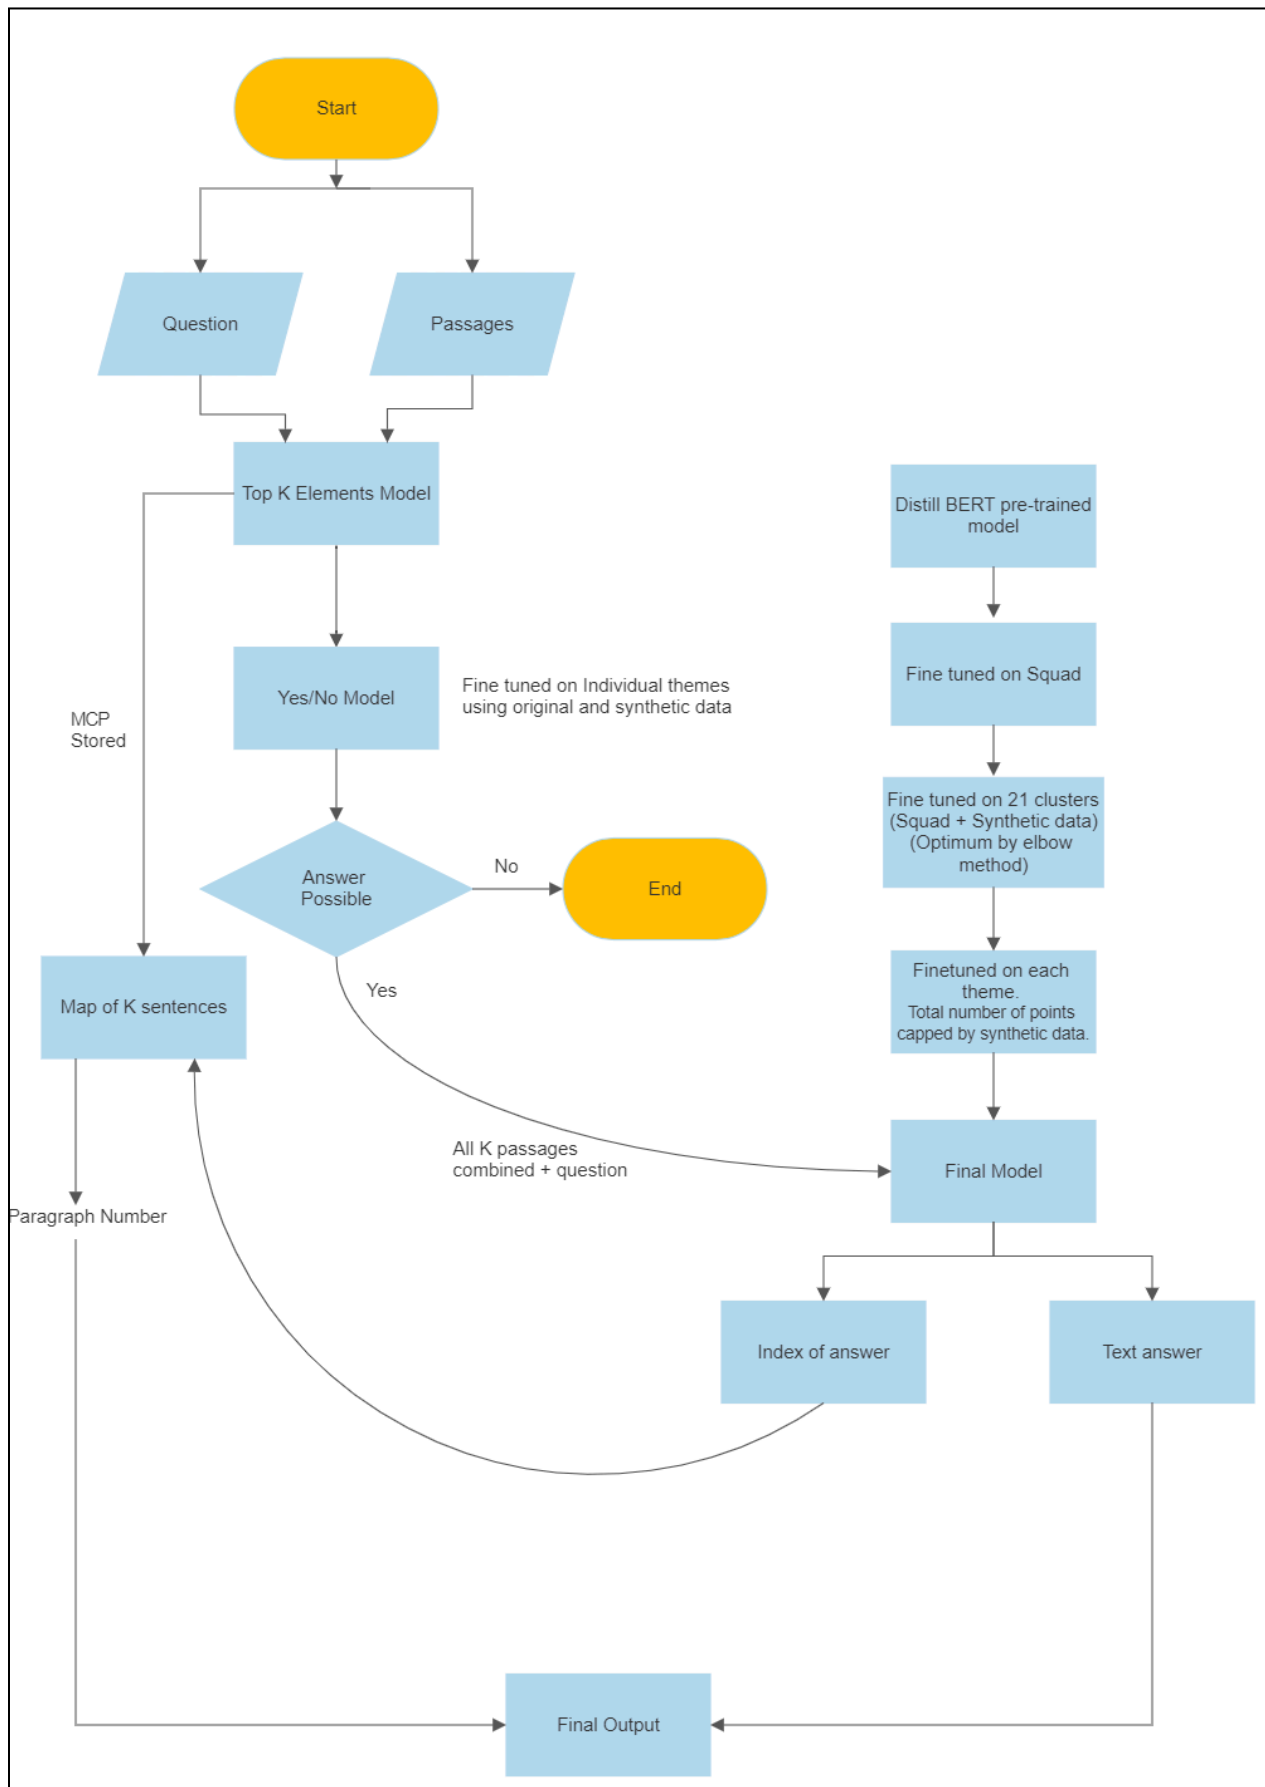 Start
Question
Passages
Top K Elements Model
Distill BERT pre-trained
model
Yes/No Model
Fine tuned on Individual themes
using original and synthetic data
Fine tuned on Squad
MCP
Stored
Fine tuned on 21 clusters
(Squad + Synthetic data)
(Optimum by elbow
method)
Answer
Possible
No
End
Yes
Map of K sentences
Finetuned on each
theme.
Total number of points
capped by synthetic data.
All K passages
combined + question
Final Model
Paragraph Number
Index of answer
Text answer
Final Output